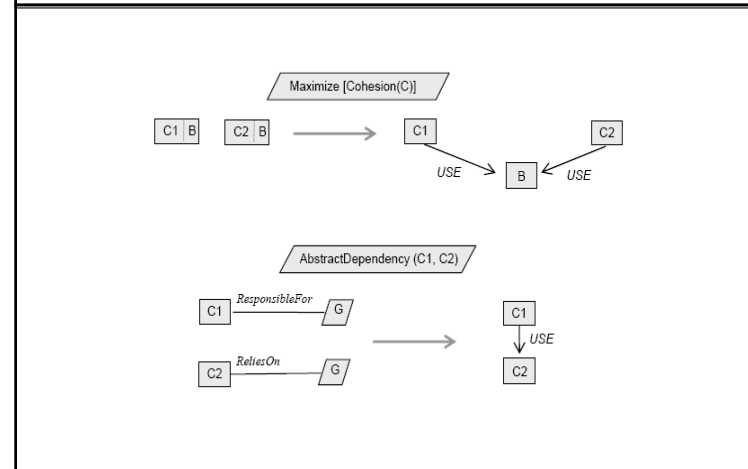 Maximize [Cohesion(C)]
C1 B C2 B C1 C2
USE B USE
AbstractDependency (C1, C2)
C1 ResponsibleFor G C1
USE
C2 ReliesOn G C2